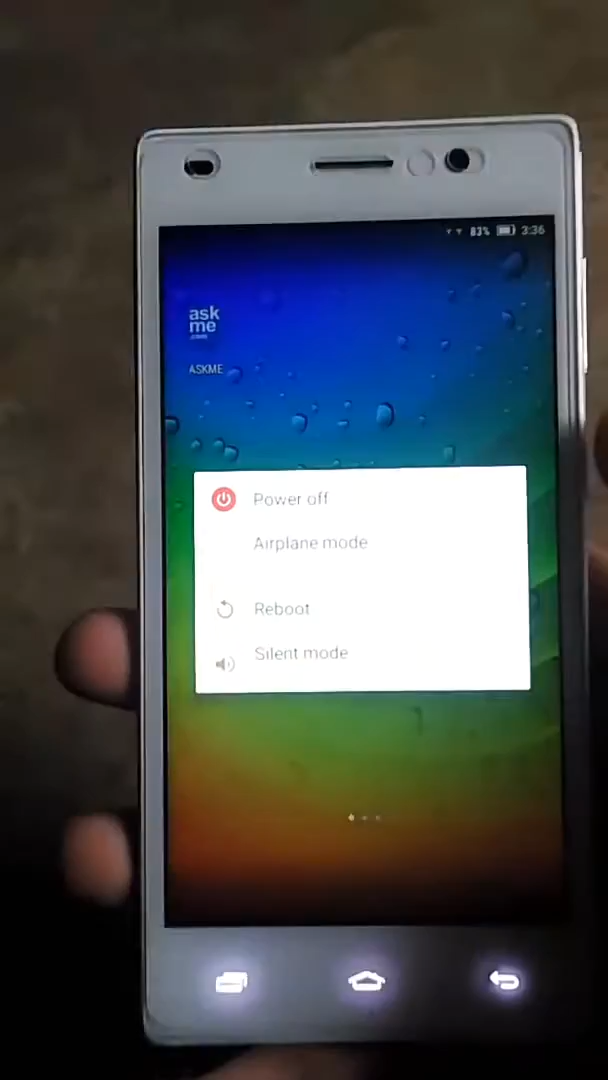 83% 3:36
ask
me
.com
ASKME
Power off
Airplane mode
Reboot
Silent mode